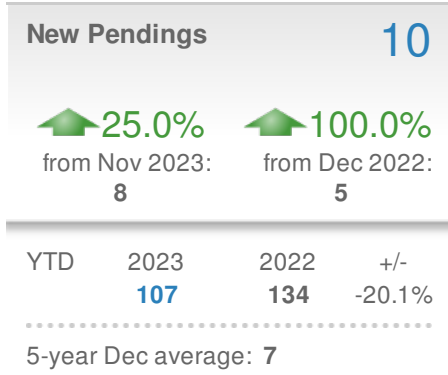 New Pendings 10
25.0% 100.0%
from Nov 2023: from Dec 2022:
8 5
YTD 2023 2022 +/-
107 134 -20.1%
5-year Dec average: 7